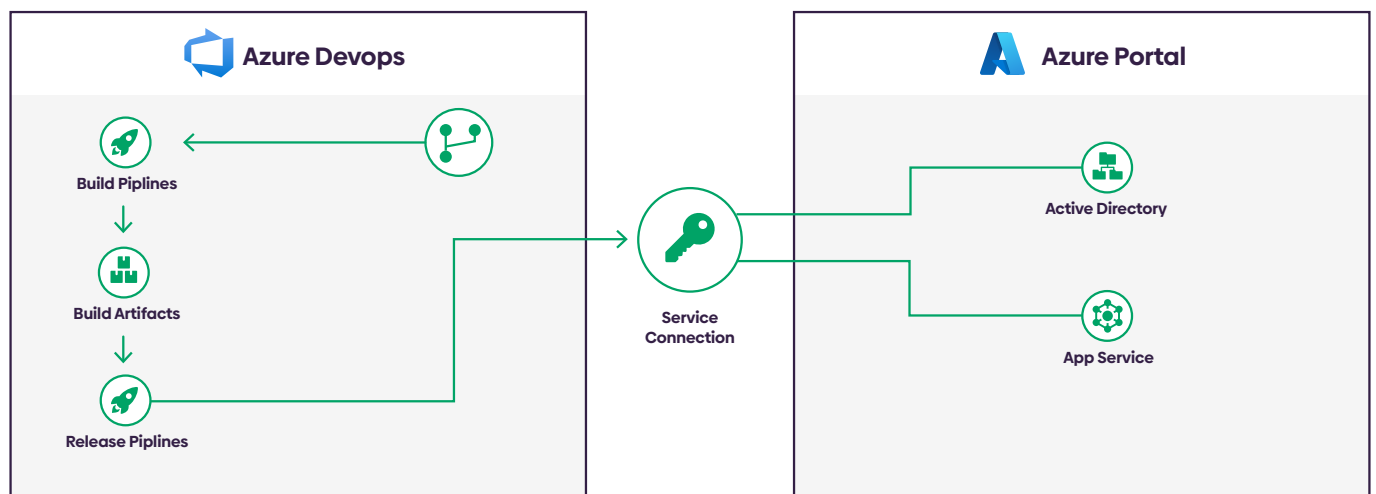 Azure Devops
Build Piplines
Build Artifacts
Release Piplines
Service
Connection
Azure Portal
Active Directory
App Service